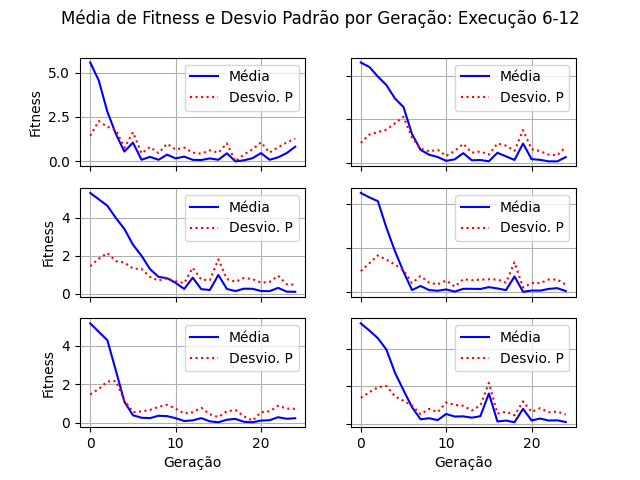 Média de Fitness e Desvio Padrão por Geração: Execução 6-12
5.0
2.5
0.0
Fitness
Média
Desvio. P
Média
Desvio. P
4
2
0
Fitness
Média
Desvio. P
Média
Desvio. P
4
2
0
Fitness
Média
Desvio. P
Média
Desvio. P
0 10 20
0 10 20
Geração
Geração